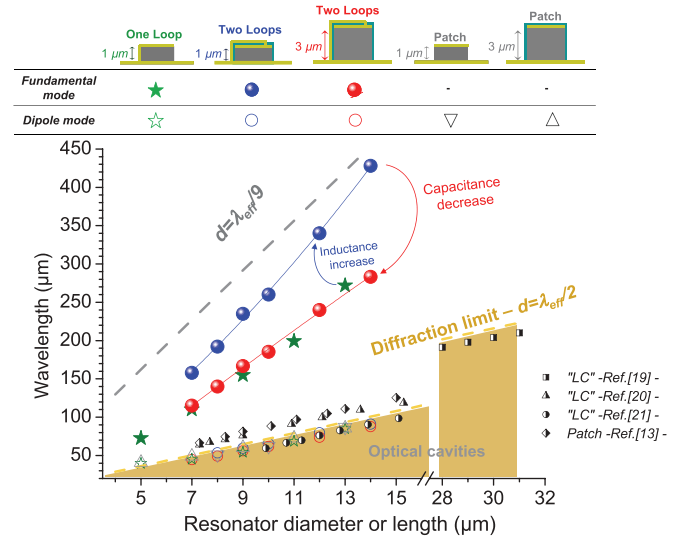 One Loop
Two Loops
Two Loops
Patch
Patch
1 µm
1 µm
3 µm
1 µm
3 µm
Fundamental
mode
- -
Dipole mode
Wavelength (µm)
450
400
350
300
250
200
150
100
50
d=λeff/9
Capacitance
decrease
Inductance
increase
Diffraction limit – d=λeff/2
"LC" -Ref.[19] -
"LC" -Ref.[20] -
"LC" -Ref.[21] -
Patch -Ref.[13] -
Optical cavities
5 7 9 11 13 15 28 30 32
Resonator diameter or length (µm)